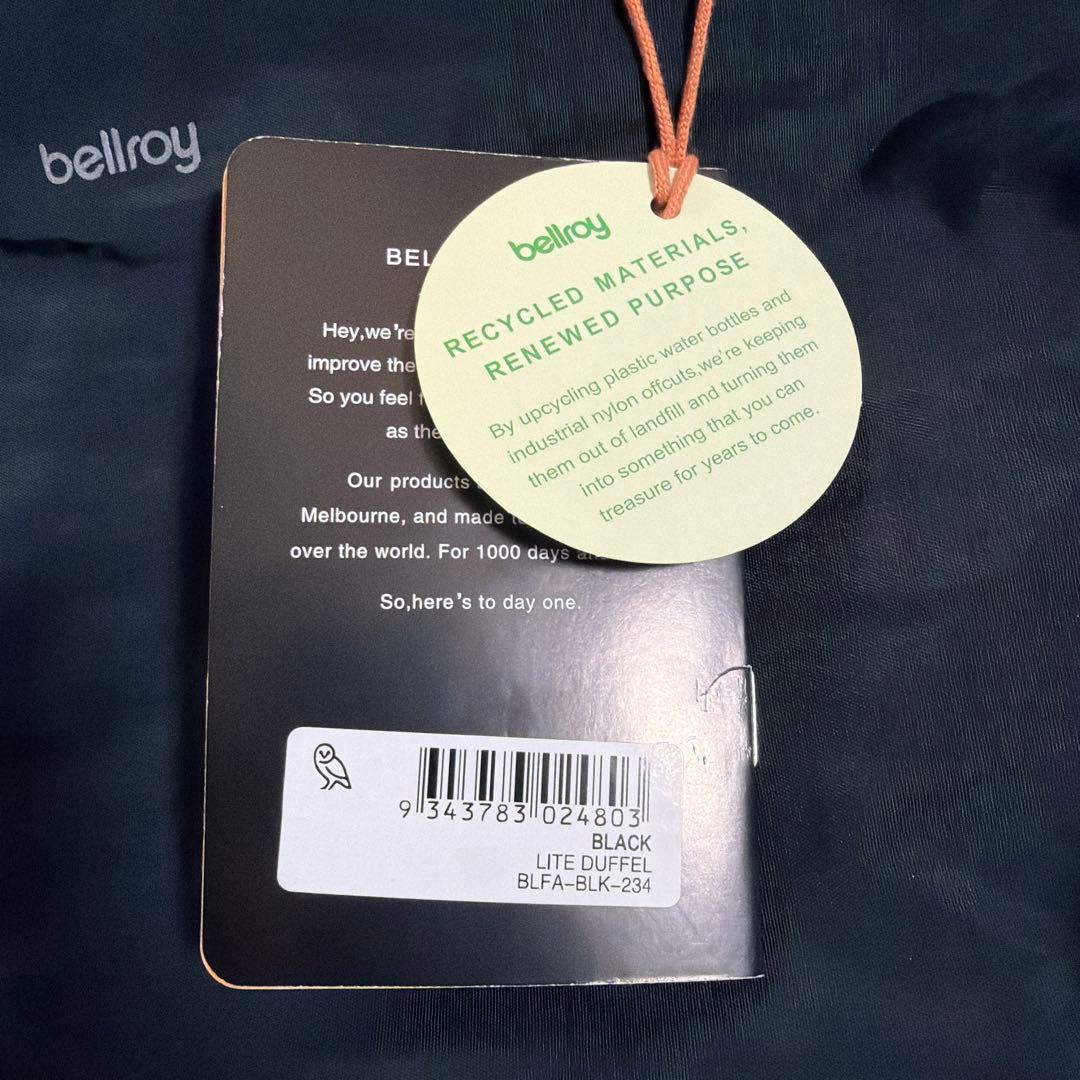 bellroy
Hey,we're
improve the
So you feel
as the
Our products
Melbourne, and made
over the world. For 1000 days
So,here's to day one.
bellroy
RECYCLED MATERIALS,
RENEWED PURPOSE
By upcycling plastic water bottles and
industrial nylon offcuts,we're keeping
them out of landfill and turning them
into something that you can
treasure for years to come.
9 343783 024803
BLACK
LITE DUFFEL
BLFA-BLK-234